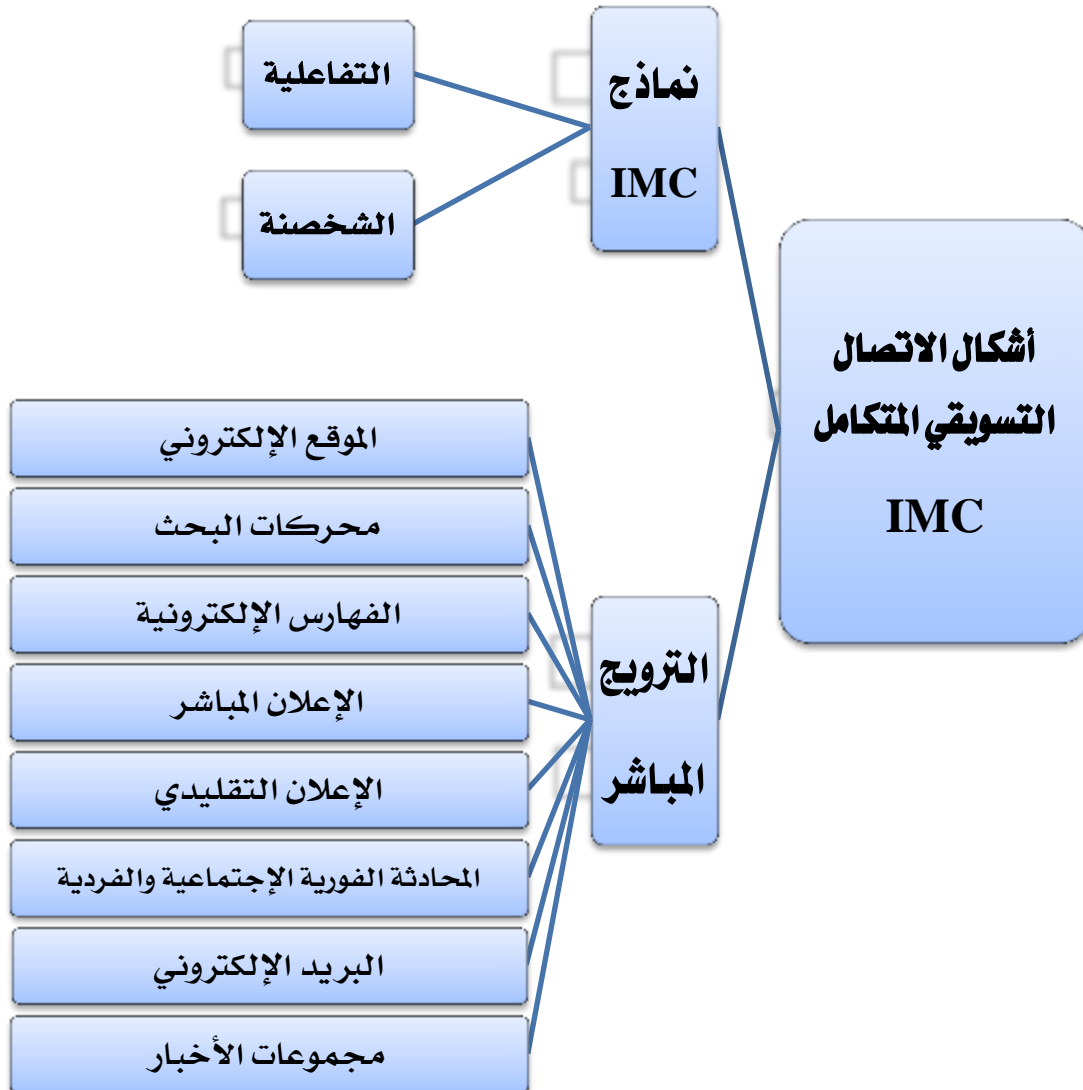 أشكال الاتصال
التسويقي المتكامل
IMC
نماذج
IMC
التفاعلية
الشخصنة
الترويج
المباشر
الموقع الإلكتروني
محركات البحث
الفهارس الإلكترونية
الإعلان المباشر
الإعلان التقليدي
المحادثة الفورية الإجتماعية والفردية
البريد الإلكتروني
مجموعات الأخبار